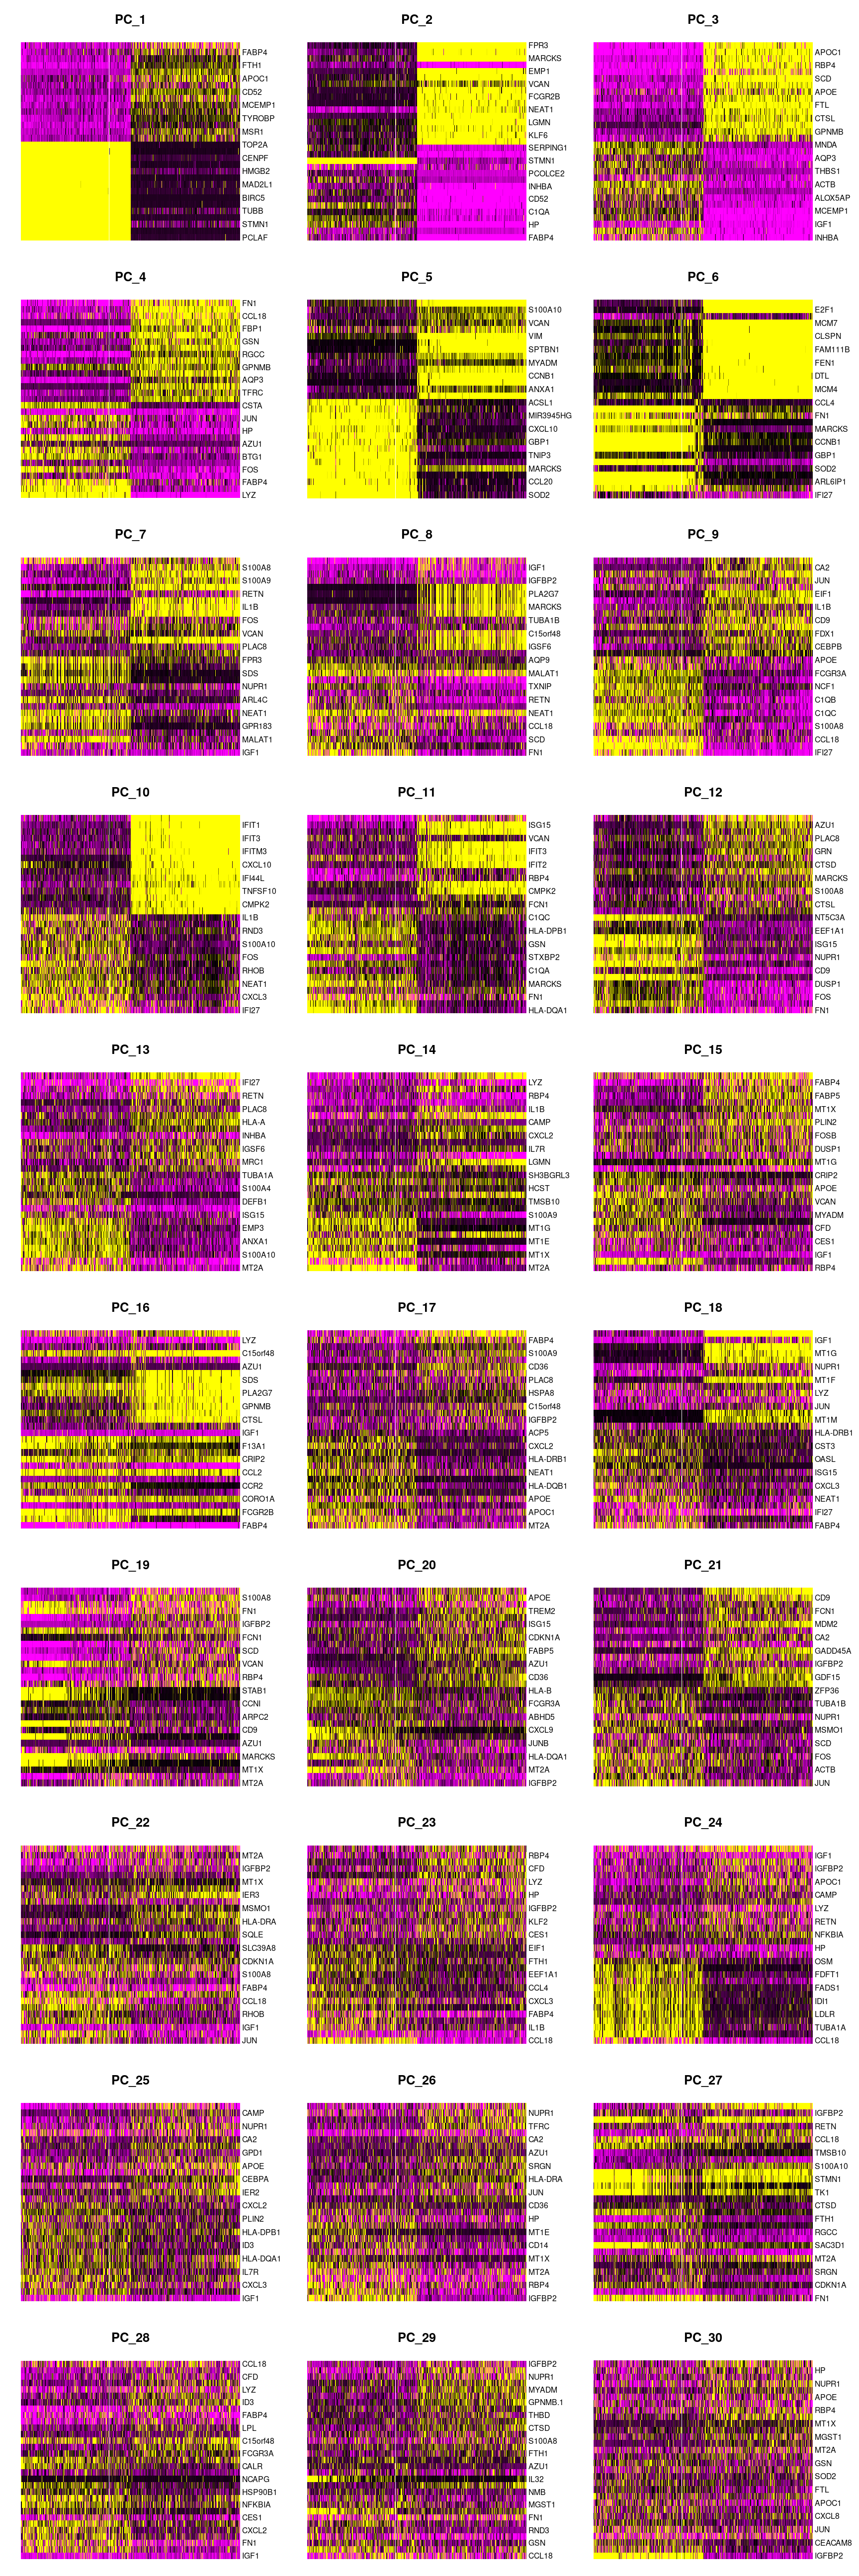 PC_1
FABP4
FTH1
APOC1
CD52
MCEMP1
TYROBP
MSR1
TOP2A
CENPF
HMGB2
MAD2L1
BIRC5
TUBB
STMN1
PCLAF
PC_2
FPR3
MARCKS
EMP1
VCAN
FCGR2B
NEAT1
LGMN
KLF6
SERPING1
STMN1
PCOLCE2
INHBA
CD52
C1QA
HP
FABP4
PC_3
APOC1
RBP4
SCD
APOE
FTL
CTSL
GPNMB
MNDA
AQP3
THBS1
ACTB
ALOX5AP
MCEMP1
IGF1
INHBA
PC_4
FN1
CCL18
FBP1
GSN
RGCC
GPNMB
AQP3
TFRC
CSTA
JUN
HP
AZU1
BTG1
FOS
FABP4
LYZ
PC_5
S100A10
VCAN
VIM
SPTBN1
MYADM
CCNB1
ANXA1
ACSL1
MIR3945HG
CXCL10
GBP1
TNIP3
MARCKS
CCL20
SOD2
PC_6
E2F1
MCM7
CLSPN
FAM111B
FEN1
DTL
MCM4
CCL4
FN1
MARCKS
CCNB1
GBP1
SOD2
ARL6IP1
IFI27
PC_7
S100A8
S100A9
RETN
IL1B
FOS
VCAN
PLAC8
FPR3
SDS
NUPR1
ARL4C
NEAT1
GPR183
MALAT1
IGF1
PC_8
IGF1
IGFBP2
PLA2G7
MARCKS
TUBA1B
C15orf48
IGSF6
AQP9
MALAT1
TXNIP
RETN
NEAT1
CCL18
SCD
FN1
PC_9
CA2
JUN
EIF1
IL1B
CD9
FDX1
CEBPB
APOE
FCGR3A
NCF1
C1QB
C1QC
S100A8
CCL18
IFI27
PC_10
IFIT1
IFIT3
IFITM3
CXCL10
IFI44L
TNFSF10
CMPK2
IL1B
RND3
S100A10
FOS
RHOB
NEAT1
CXCL3
IFI27
PC_11
ISG15
VCAN
IFIT3
IFIT2
RBP4
CMPK2
FCN1
C1QC
HLA-DPB1
GSN
STXBP2
C1QA
MARCKS
FN1
HLA-DQA1
PC_12
AZU1
PLAC8
GRN
CTSD
MARCKS
S100A8
CTSL
NT5C3A
EEF1A1
ISG15
NUPR1
CD9
DUSP1
FOS
FN1
PC_13
IFI27
RETN
PLAC8
HLA-A
INHBA
IGSF6
MRC1
TUBA1A
S100A4
DEFB1
ISG15
EMP3
ANXA1
S100A10
MT2A
PC_14
LYZ
RBP4
IL1B
CAMP
CXCL2
IL7R
LGMN
SH3BGRL3
HCST
TMSB10
S100A9
MT1G
MT1E
MT1X
MT2A
PC_15
FABP4
FABP5
MT1X
PLIN2
FOSB
DUSP1
MT1G
CRIP2
APOE
VCAN
MYADM
CFD
CES1
IGF1
RBP4
PC_16
LYZ
C15orf48
AZU1
SDS
PLA2G7
GPNMB
CTSL
IGF1
F13A1
CRIP2
CCL2
CCR2
CORO1A
FCGR2B
FABP4
PC_17
FABP4
S100A9
CD36
PLAC8
HSPA8
C15orf48
IGFBP2
ACP5
CXCL2
HLA-DRB1
NEAT1
HLA-DQB1
APOE
APOC1
MT2A
PC_18
IGF1
MT1G
NUPR1
MT1F
LYZ
JUN
MT1M
HLA-DRB1
CST3
OASL
ISG15
CXCL3
NEAT1
IFI27
FABP4
PC_19
S100A8
FN1
IGFBP2
FCN1
SCD
VCAN
RBP4
STAB1
CCNI
ARPC2
CD9
AZU1
MARCKS
MT1X
MT2A
PC_20
APOE
TREM2
ISG15
CDKN1A
FABP5
AZU1
CD36
HLA-B
FCGR3A
ABHD5
CXCL9
JUNB
HLA-DQA1
MT2A
IGFBP2
PC_21
CD9
FCN1
MDM2
CA2
GADD45A
IGFBP2
GDF15
ZFP36
TUBA1B
NUPR1
MSMO1
SCD
FOS
ACTB
JUN
PC_22
MT2A
IGFBP2
MT1X
IER3
MSMO1
HLA-DRA
SQLE
SLC39A8
CDKN1A
S100A8
FABP4
CCL18
RHOB
IGF1
JUN
PC_23
RBP4
CFD
LYZ
HP
IGFBP2
KLF2
CES1
EIF1
FTH1
EEF1A1
CCL4
CXCL3
FABP4
IL1B
CCL18
PC_24
IGF1
IGFBP2
APOC1
CAMP
LYZ
RETN
NFKBIA
HP
OSM
FDFT1
FADS1
IDI1
LDLR
TUBA1A
CCL18
PC_25
CAMP
NUPR1
CA2
GPD1
APOE
CEBPA
IER2
CXCL2
PLIN2
HLA-DPB1
ID3
HLA-DQA1
IL7R
CXCL3
IGF1
PC_26
NUPR1
TFRC
CA2
AZU1
SRGN
HLA-DRA
JUN
CD36
HP
MT1E
CD14
MT1X
MT2A
RBP4
IGFBP2
PC_27
IGFBP2
RETN
CCL18
TMSB10
S100A10
STMN1
TK1
CTSD
FTH1
RGCC
SAC3D1
MT2A
SRGN
CDKN1A
FN1
PC_28
CCL18
CFD
LYZ
ID3
FABP4
LPL
C15orf48
FCGR3A
CALR
NCAPG
HSP90B1
NFKBIA
CES1
CXCL2
FN1
IGF1
PC_29
IGFBP2
NUPR1
MYADM
GPNMB.1
THBD
CTSD
S100A8
FTH1
AZU1
IL32
NMB
MGST1
FN1
RND3
GSN
CCL18
PC_30
HP
NUPR1
APOE
RBP4
MT1X
MGST1
MT2A
GSN
SOD2
FTL
APOC1
CXCL8
JUN
CEACAM8
IGFBP2